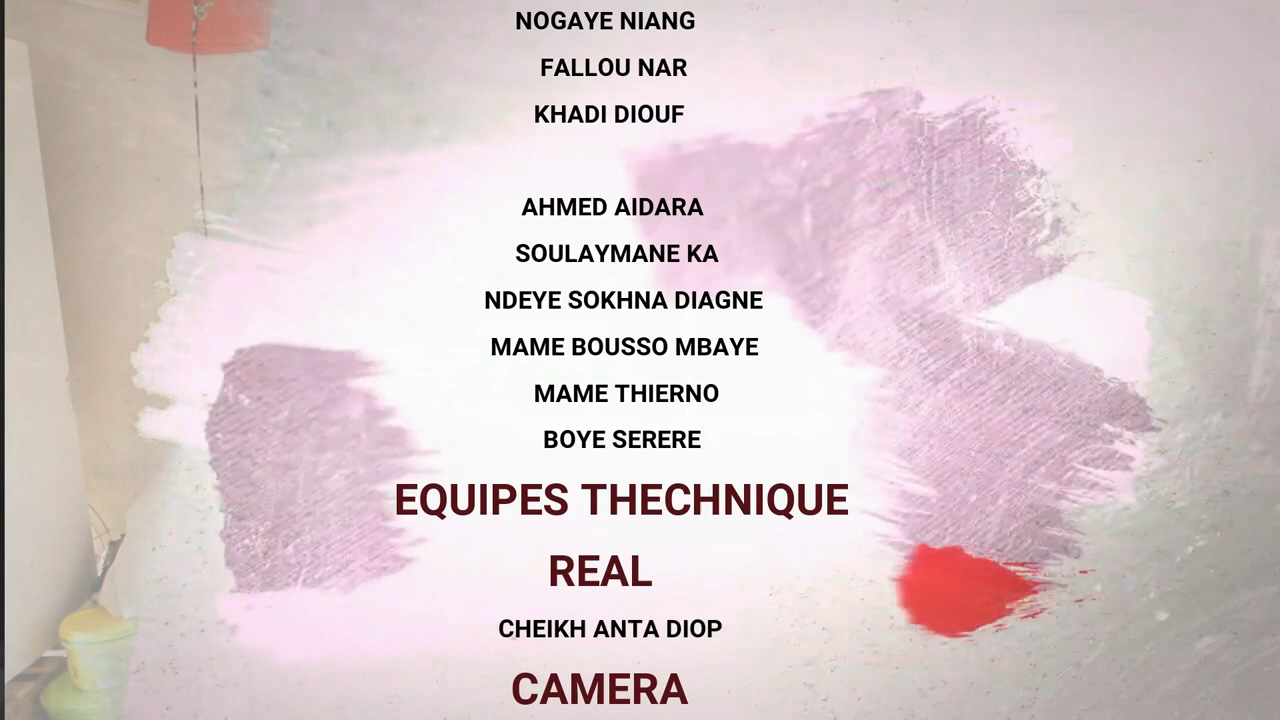 NOGAYE NIANG
FALLOU NAR
KHADI DIOUF
AHMED AIDARA
SOULAYMANE KA
NDEYE SOKHNA DIAGNE
MAME BOUSSO MBAYE
MAME THIERNO
BOYE SERERE
EQUIPES THECHNIQUE
REAL
CHEIKH ANTA DIOP
CAMERA